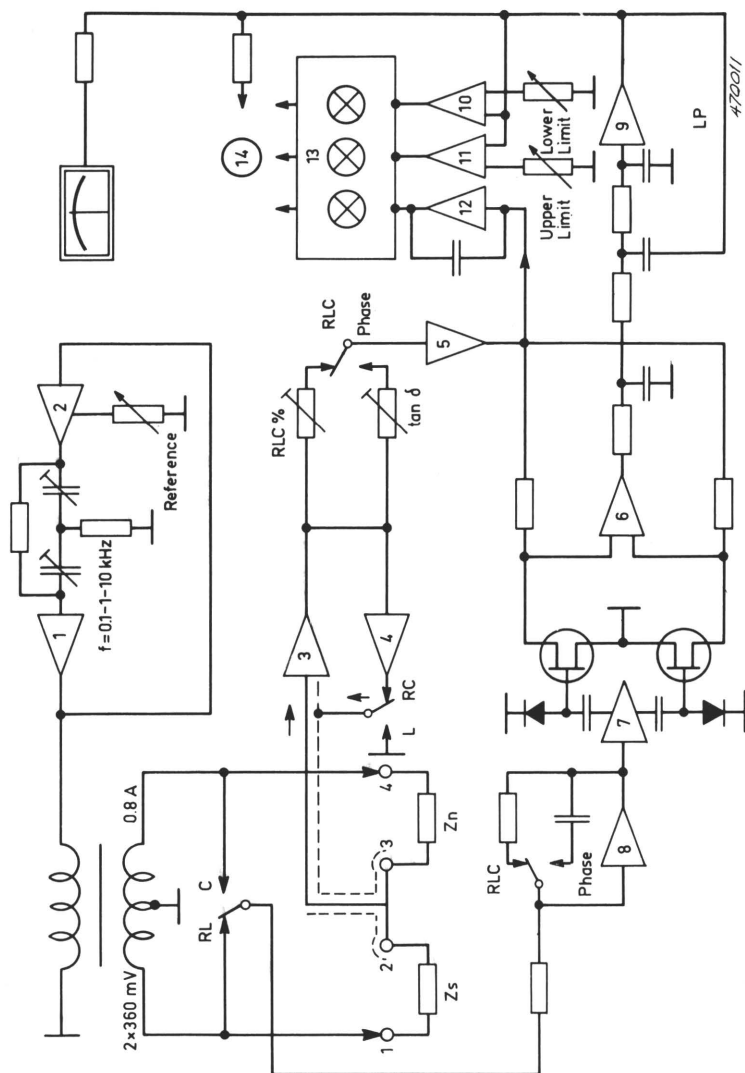 2×360 mV
0.8 A
RL
C
1
2
3
4
Zs
Zn
1
f = 0.1-1-10 kHz
2
Reference
3
4
RC
L
RLC %
tan δ
RLC
Phase
5
RLC
Phase
8
7
6
14
13
12
11
10
Upper
Limit
Lower Limit
9
LP
470011